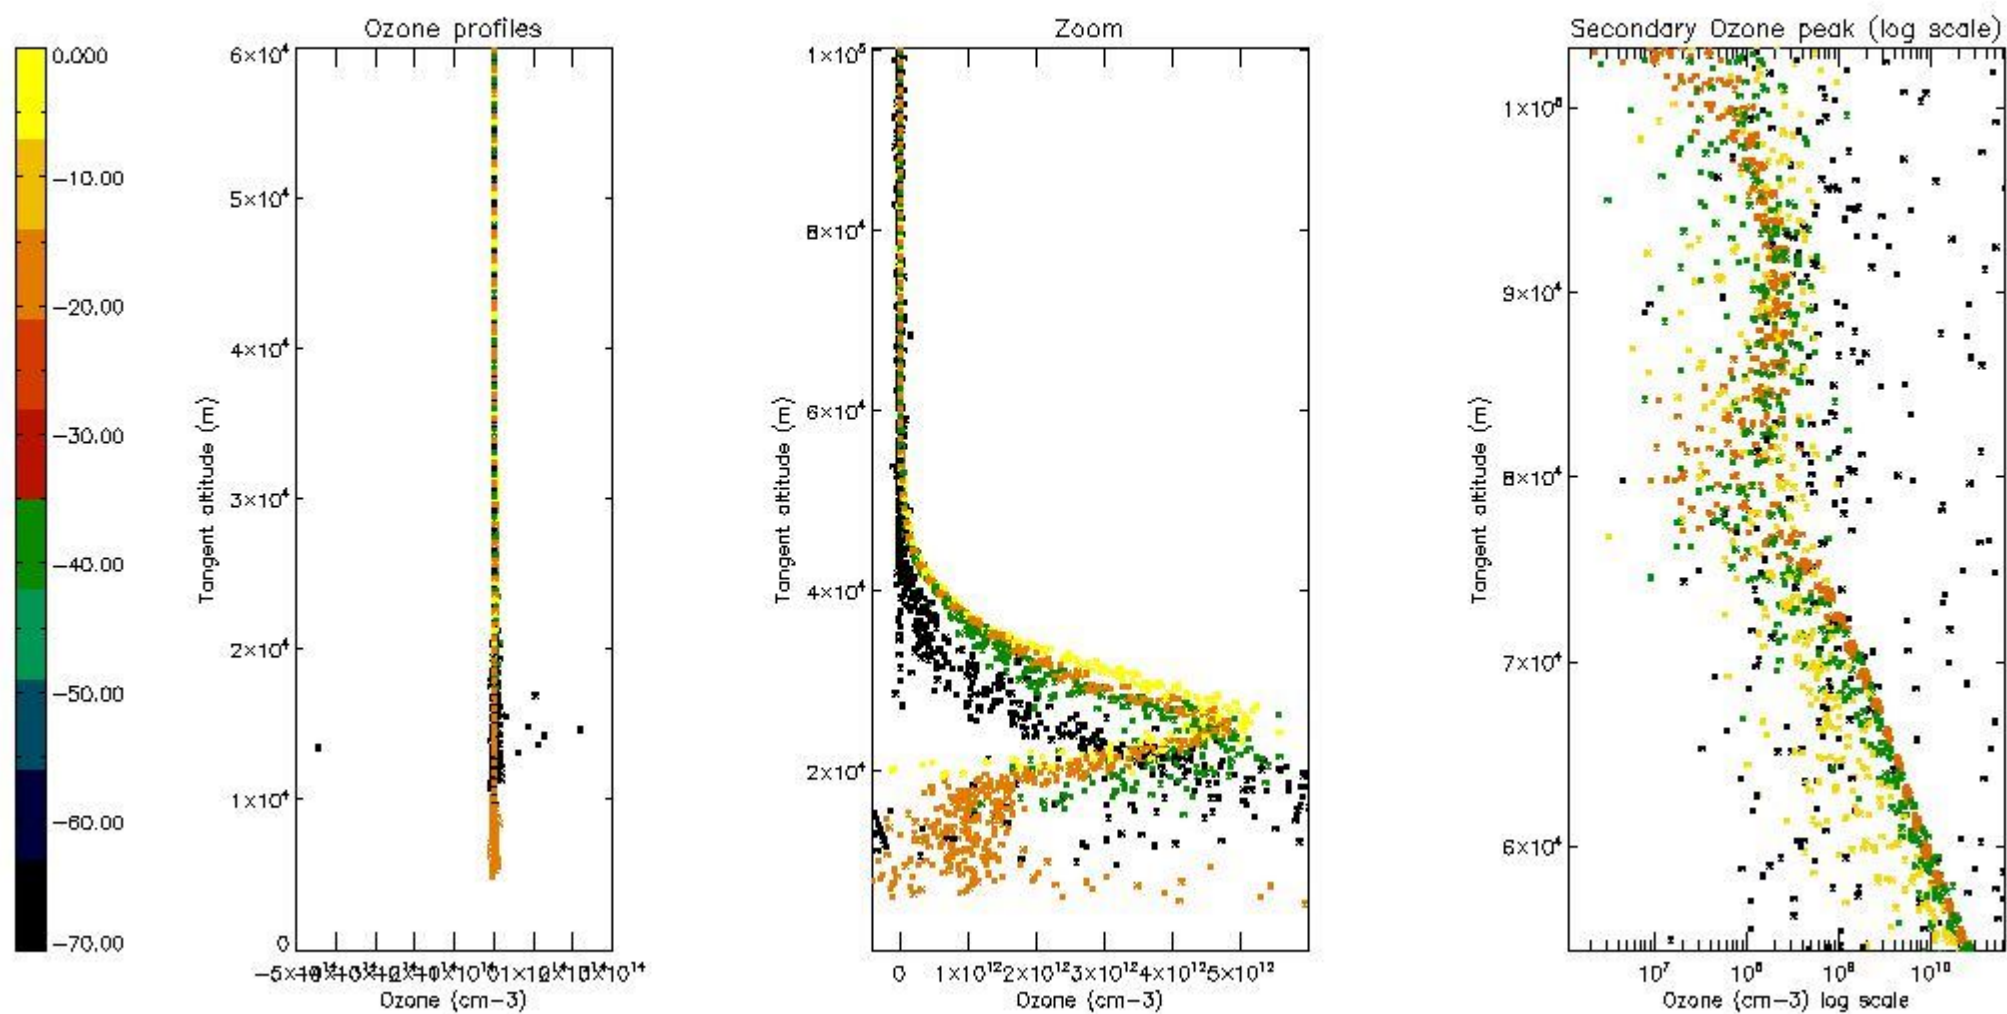 Ozone profiles
Zoom
Secondary Ozone peak (log scale)
0.000
-10.00
-20.00
-30.00
-40.00
-50.00
-60.00
-70.00
6×10⁴
5×10⁴
4×10⁴
3×10⁴
2×10⁴
1×10⁴
0
Tangent altitude (m)
Ozone (cm-3)
1×10⁵
8×10⁴
6×10⁴
4×10⁴
2×10⁴
Tangent altitude (m)
0 1×10¹² 2×10¹² 3×10¹² 4×10¹² 5×10¹²
Ozone (cm-3)
1×10⁵
9×10⁴
8×10⁴
7×10⁴
6×10⁴
Tangent altitude (m)
10⁷ 10⁸ 10⁹ 10¹⁰
Ozone (cm-3) log scale